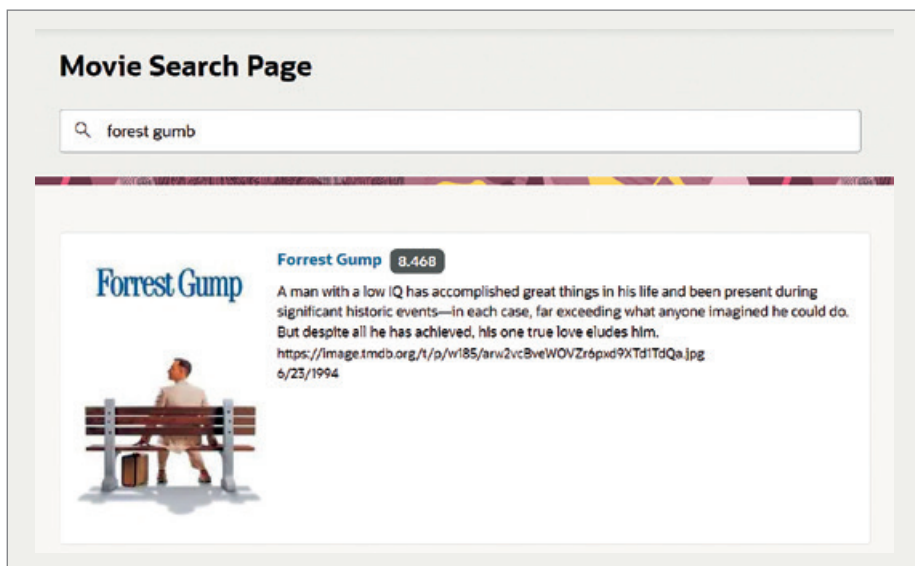 Movie Search Page
forest gumb
Forrest Gump
Forrest Gump 8.468
A man with a low IQ has accomplished great things in his life and been present during
significant historic events—in each case, far exceeding what anyone imagined he could do.
But despite all he has achieved, his one true love eludes him.
https://image.tmdb.org/t/p/w185/arw2vcBveWOVZr6pxd9XTd1TdQa.jpg
6/23/1994